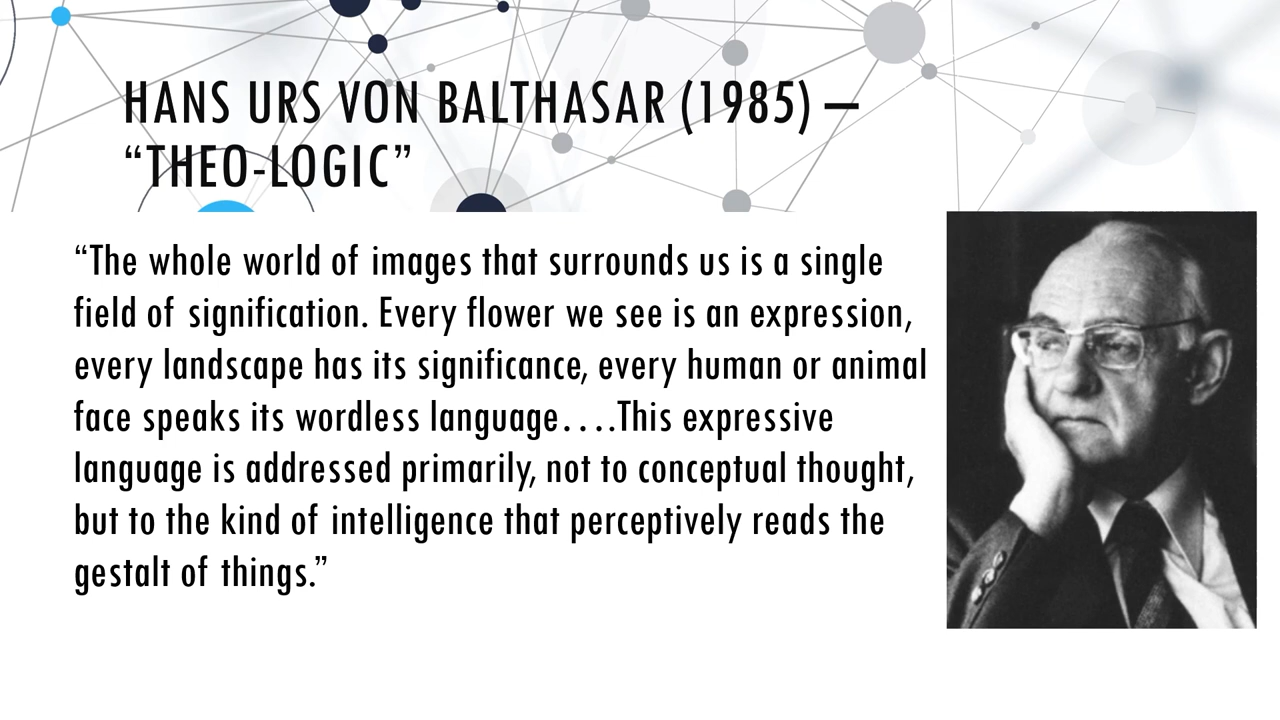 HANS URS VON BALTHASAR (1985) –
“THEO-LOGIC”
“The whole world of images that surrounds us is a single
field of signification. Every flower we see is an expression,
every landscape has its significance, every human or animal
face speaks its wordless language….This expressive
language is addressed primarily, not to conceptual thought,
but to the kind of intelligence that perceptively reads the
gestalt of things.”